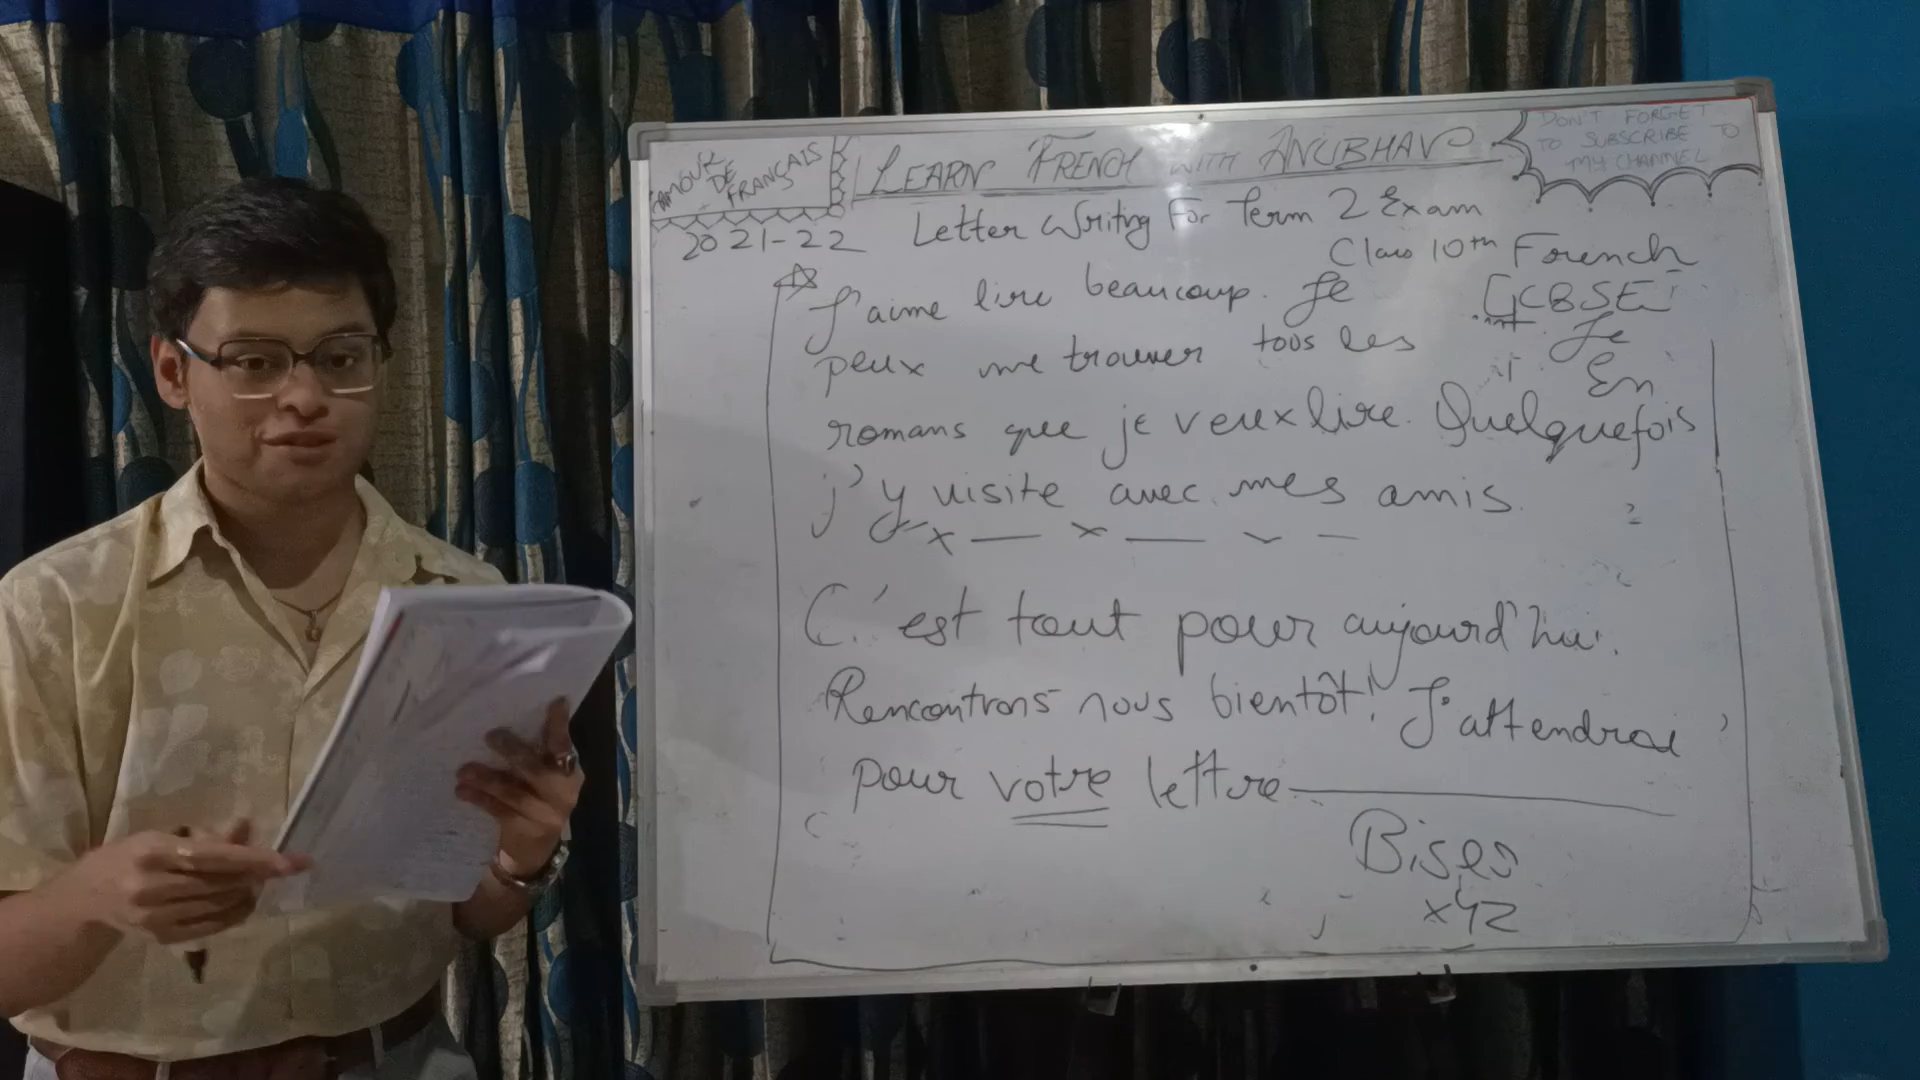 AMOUR DE FRANÇAIS
LEARN FRENCH WITH ANUBHAV
DON'T FORGET
TO SUBSCRIBE TO
MY CHANNEL
2021-22
Letter Writing For Term 2 Exam
Class 10th French
CBSE
J'aime lire beaucoup. Je
peux me trouver tous les
Je
En
romans que je veux lire. Quelquefois
j'y visite avec mes amis.
C'est tout pour aujourd'hui.
Rencontrons nous bientôt! J'attendrai
pour votre lettre
Bises
XYZ